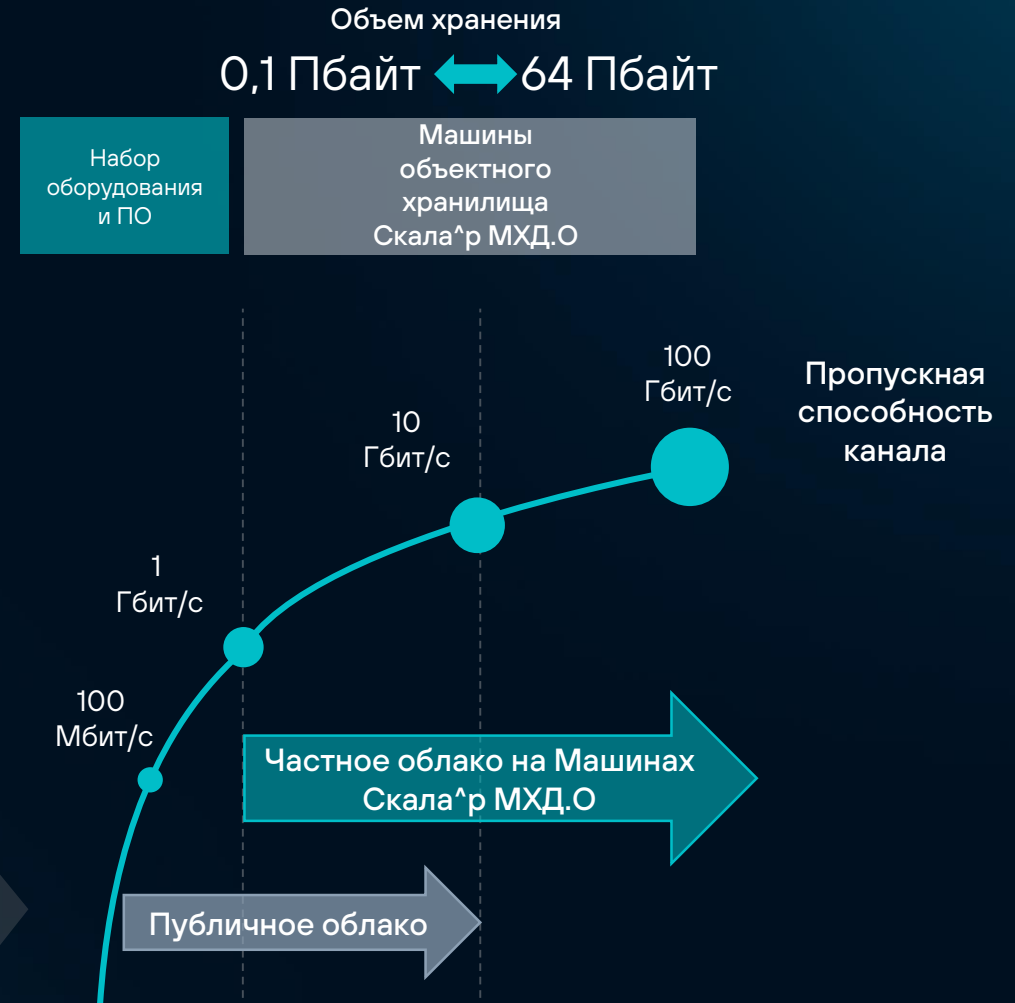 Объем хранения
0,1 Пбайт 64 Пбайт
Набор
оборудования
и ПО
Машины
объектного
хранилища
Скала^р МХД.О
100
Гбит/с
Пропускная
способность
канала
10
Гбит/с
1
Гбит/с
100
Мбит/с
Частное облако на Машинах
Скала^р МХД.О
Публичное облако